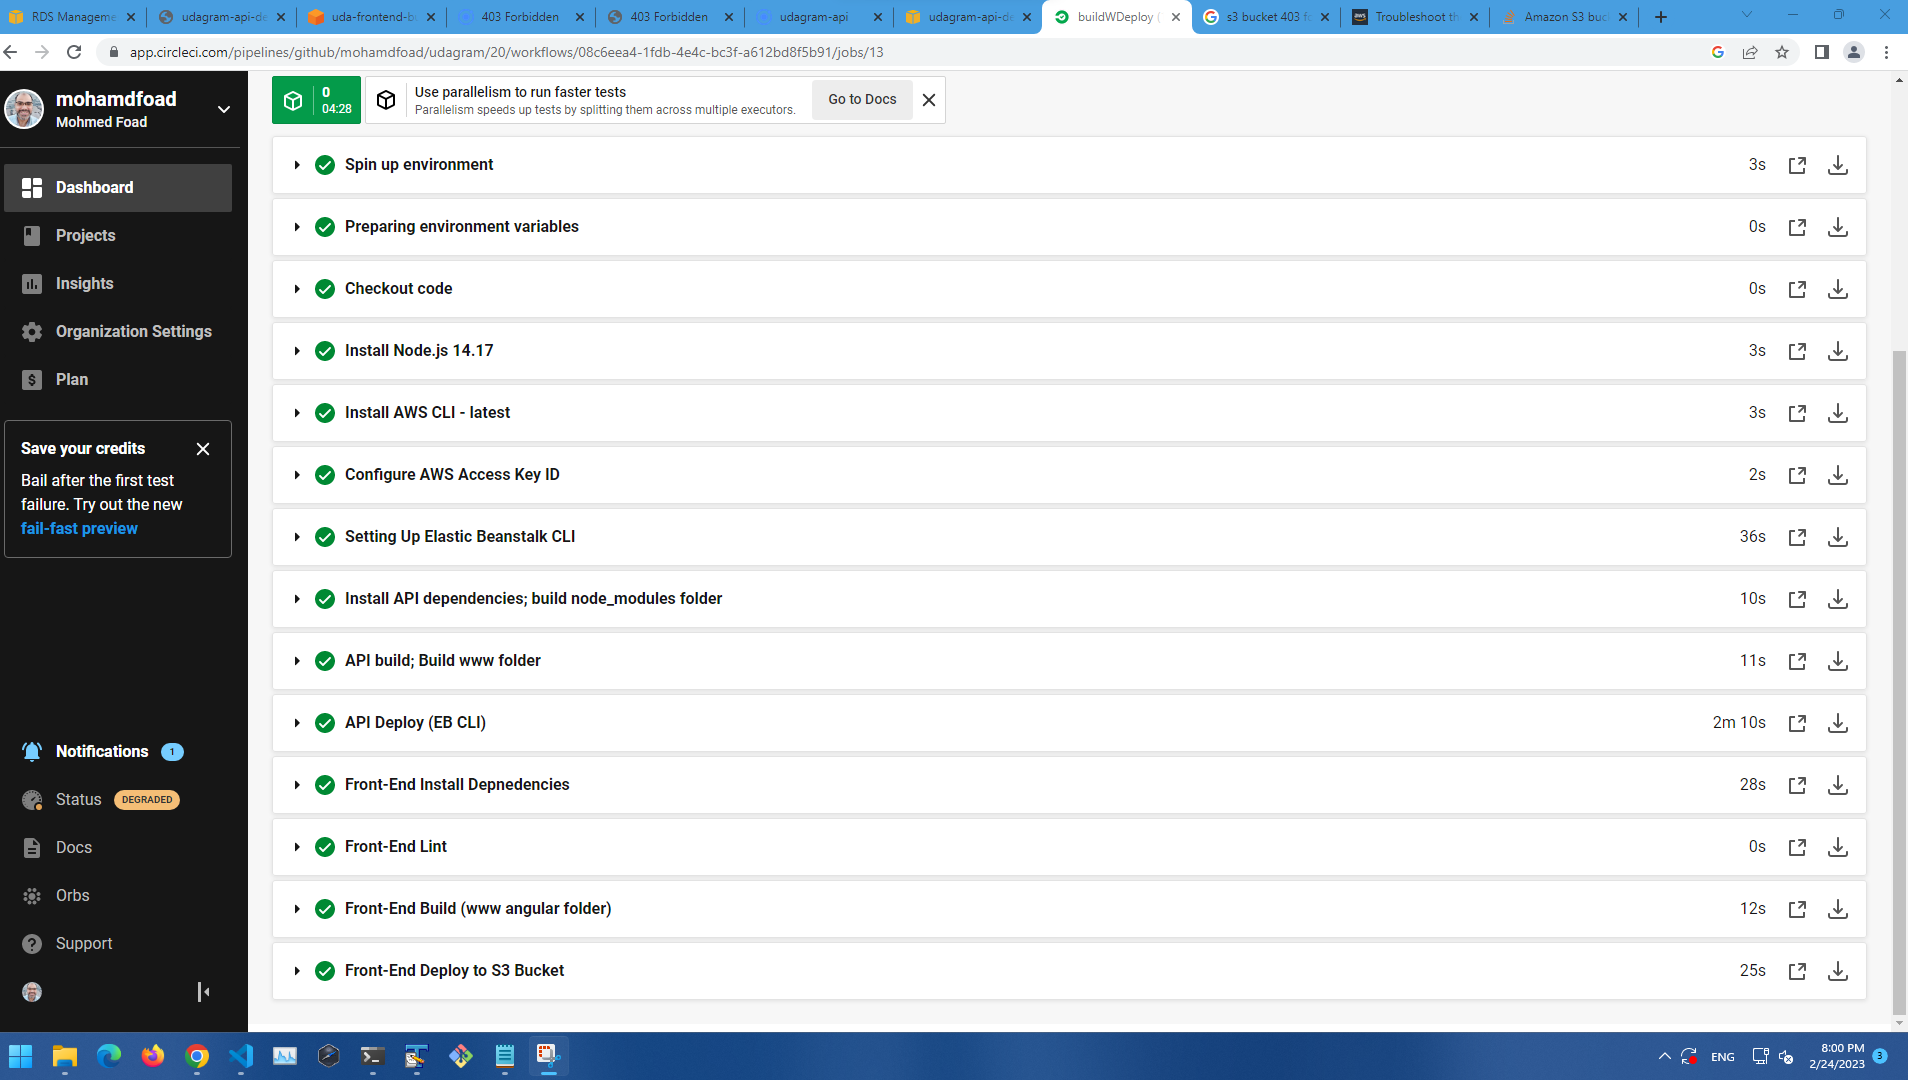 RDS Manageme
udagram-api-de
uda-frontend-bu
403 Forbidden
403 Forbidden
udagram-api
udagram-api-de
buildWDeploy (
s3 bucket 403 fo
Troubleshoot th
Amazon S3 buc
app.circleci.com/pipelines/github/mohamdfoad/udagram/20/workflows/08c6eea4-1fdb-4e4c-bc3f-a612bd8f5b91/jobs/13
mohamdfoad
Mohmed Foad
Dashboard
Projects
Insights
Organization Settings
Plan
Save your credits
Bail after the first test
failure. Try out the new
fail-fast preview
Notifications 1
Status DEGRADED
Docs
Orbs
Support
0
04:28
Use parallelism to run faster tests
Parallelism speeds up tests by splitting them across multiple executors.
Go to Docs
Spin up environment 3s
Preparing environment variables 0s
Checkout code 0s
Install Node.js 14.17 3s
Install AWS CLI - latest 3s
Configure AWS Access Key ID 2s
Setting Up Elastic Beanstalk CLI 36s
Install API dependencies; build node_modules folder 10s
API build; Build www folder 11s
API Deploy (EB CLI) 2m 10s
Front-End Install Depnedencies 28s
Front-End Lint 0s
Front-End Build (www angular folder) 12s
Front-End Deploy to S3 Bucket 25s
ENG
8:00 PM
2/24/2023
3